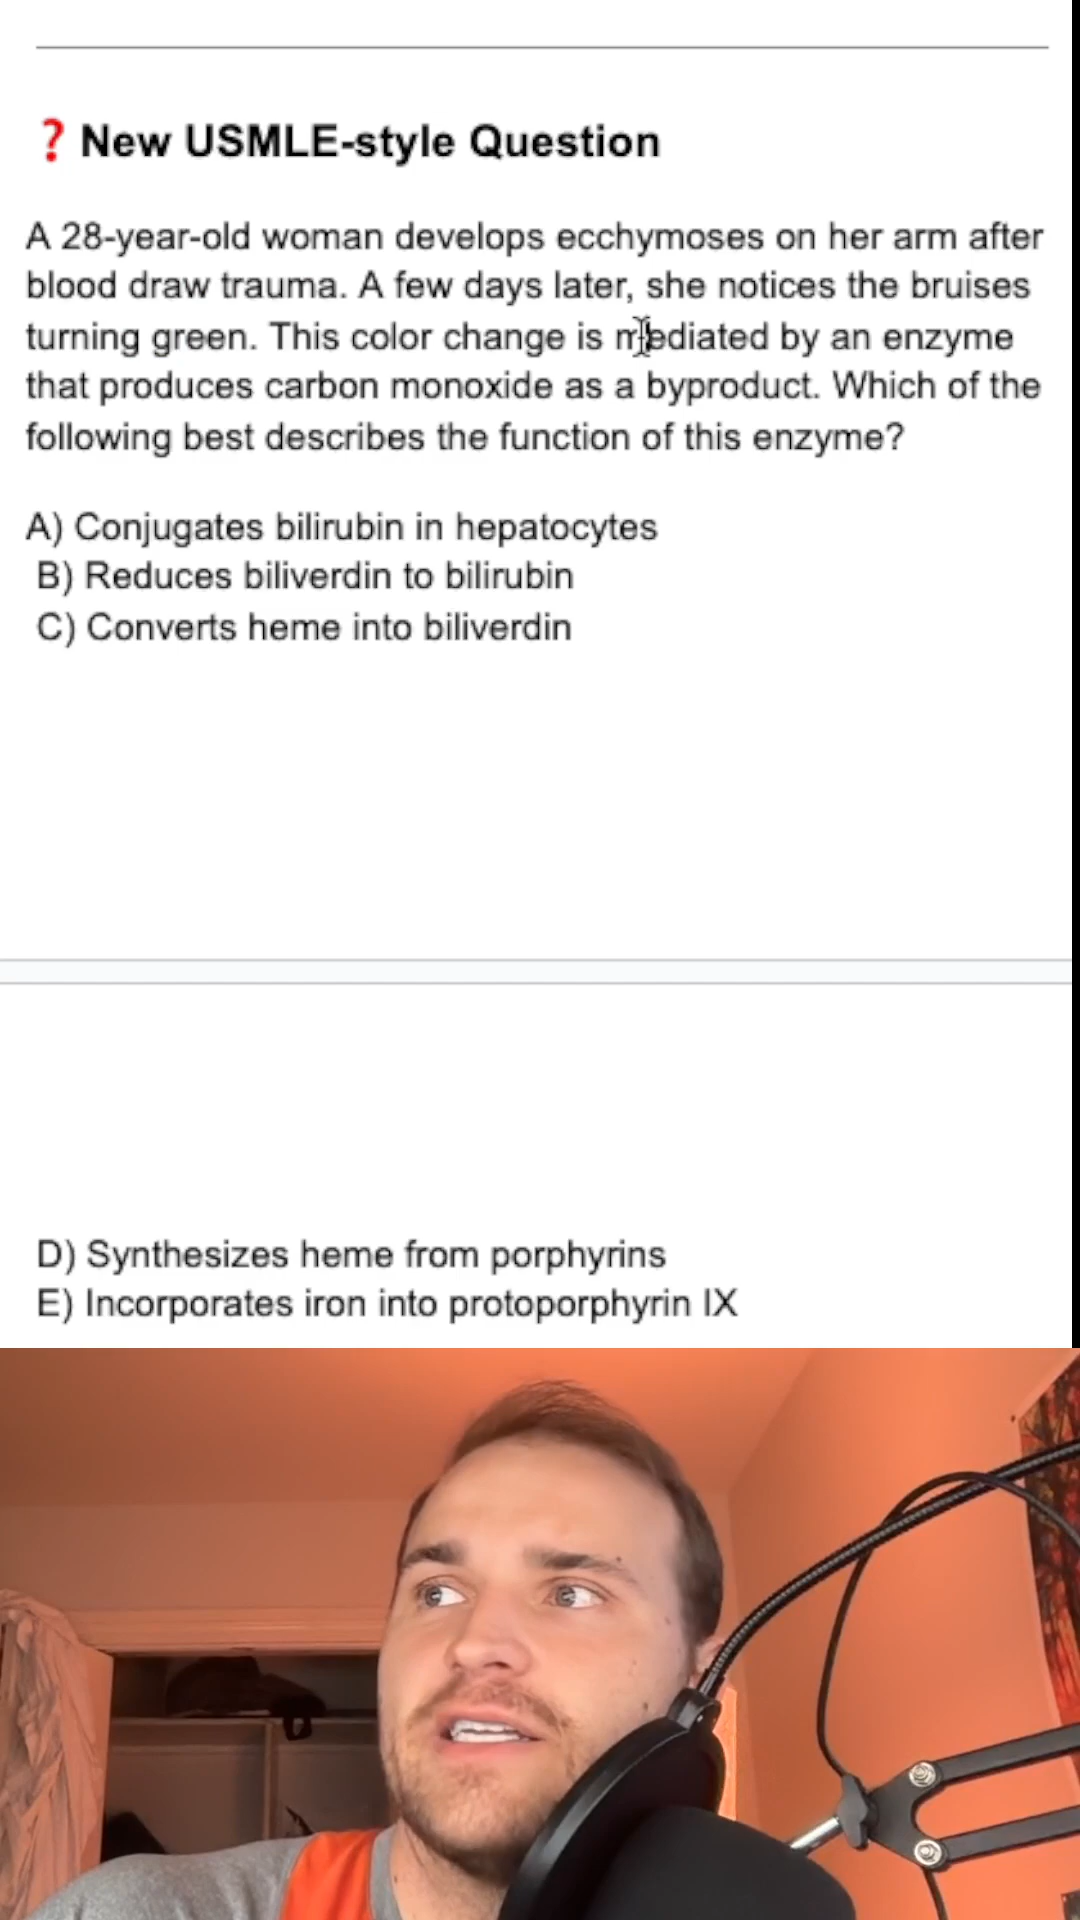 ❓ New USMLE-style Question
A 28-year-old woman develops ecchymoses on her arm after
blood draw trauma. A few days later, she notices the bruises
turning green. This color change is mediated by an enzyme
that produces carbon monoxide as a byproduct. Which of the
following best describes the function of this enzyme?
A) Conjugates bilirubin in hepatocytes
B) Reduces biliverdin to bilirubin
C) Converts heme into biliverdin
D) Synthesizes heme from porphyrins
E) Incorporates iron into protoporphyrin IX